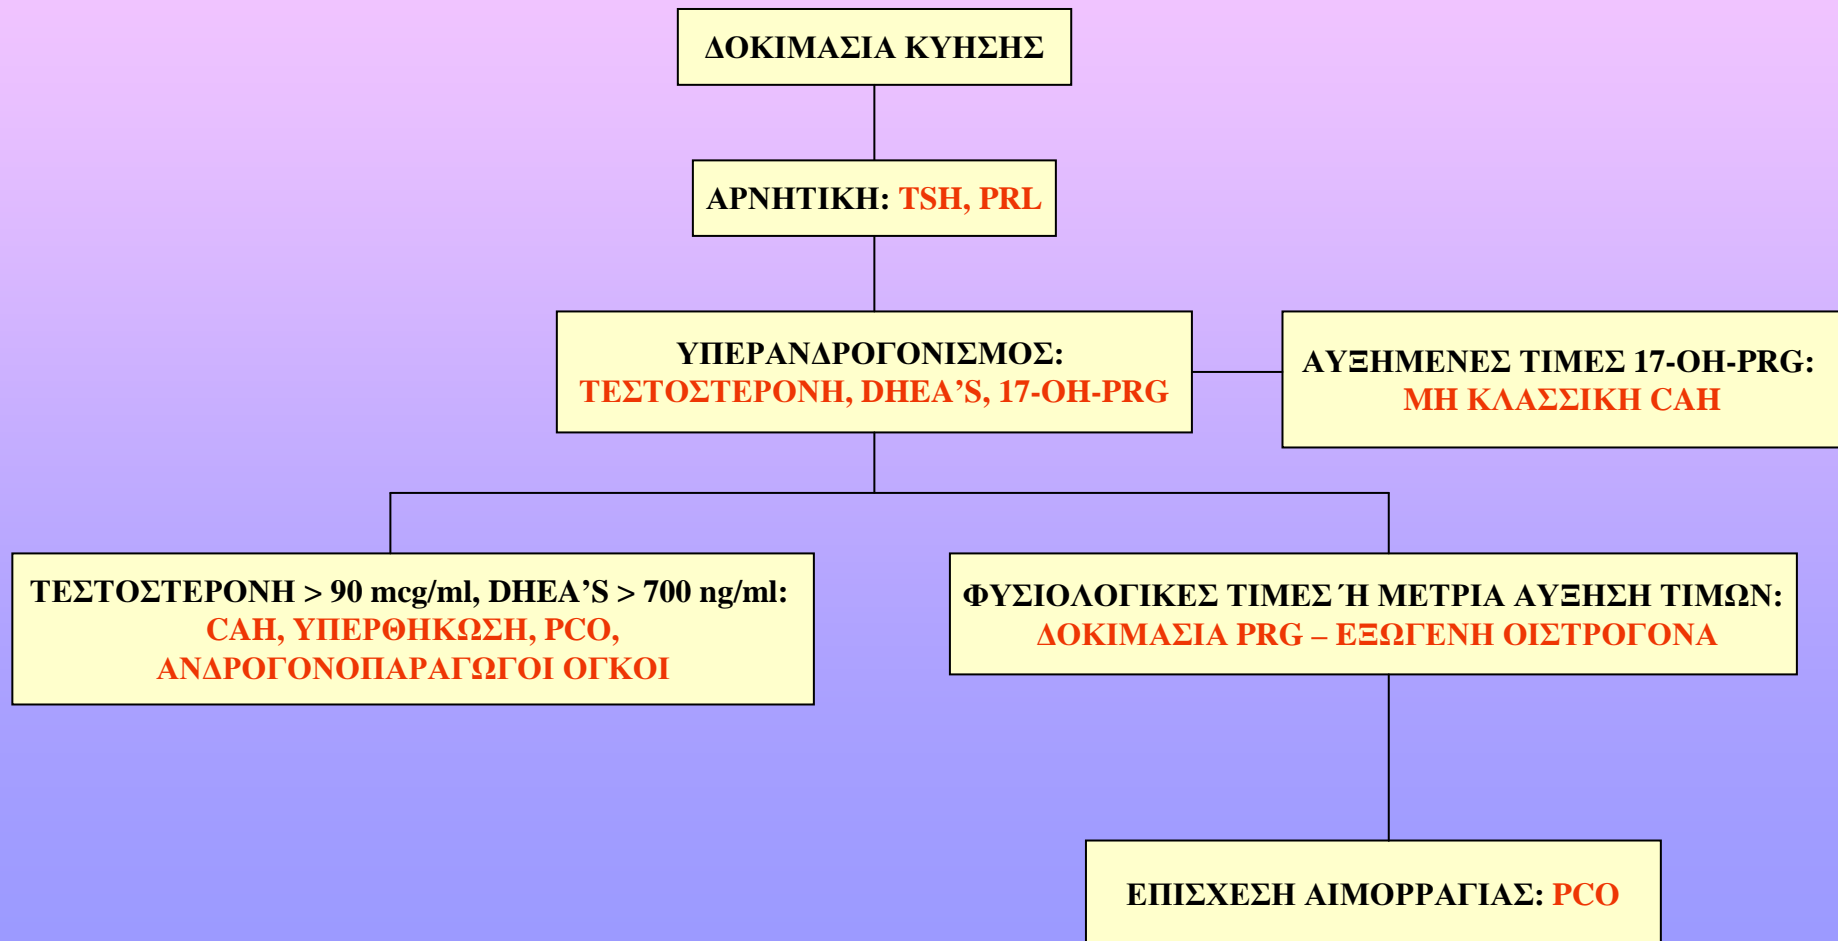 ΔΟΚΙΜΑΣΙΑ ΚΥΗΣΗΣ
ΑΡΝΗΤΙΚΗ: TSH, PRL
ΥΠΕΡΑΝΔΡΟΓΟΝΙΣΜΟΣ:
ΤΕΣΤΟΣΤΕΡΟΝΗ, DHEA’S, 17-OH-PRG
ΑΥΞΗΜΕΝΕΣ ΤΙΜΕΣ 17-OH-PRG:
ΜΗ ΚΛΑΣΣΙΚΗ CAH
ΤΕΣΤΟΣΤΕΡΟΝΗ > 90 mcg/ml, DHEA’S > 700 ng/ml:
CAH, ΥΠΕΡΘΗΚΩΣΗ, PCO,
ΑΝΔΡΟΓΟΝΟΠΑΡΑΓΩΓΟΙ ΟΓΚΟΙ
ΦΥΣΙΟΛΟΓΙΚΕΣ ΤΙΜΕΣ Ή ΜΕΤΡΙΑ ΑΥΞΗΣΗ ΤΙΜΩΝ:
ΔΟΚΙΜΑΣΙΑ PRG – ΕΞΩΓΕΝΗ ΟΙΣΤΡΟΓΟΝΑ
ΕΠΙΣΧΕΣΗ ΑΙΜΟΡΡΑΓΙΑΣ: PCO